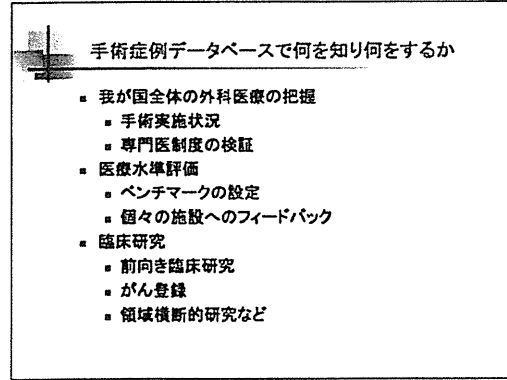 手術症例データベースで何を知り何をするか
我が国全体の外科医療の把握
手術実施状況
専門医制度の検証
医療水準評価
ベンチマークの設定
個々の施設へのフィードバック
臨床研究
前向き臨床研究
がん登録
領域横断的研究など